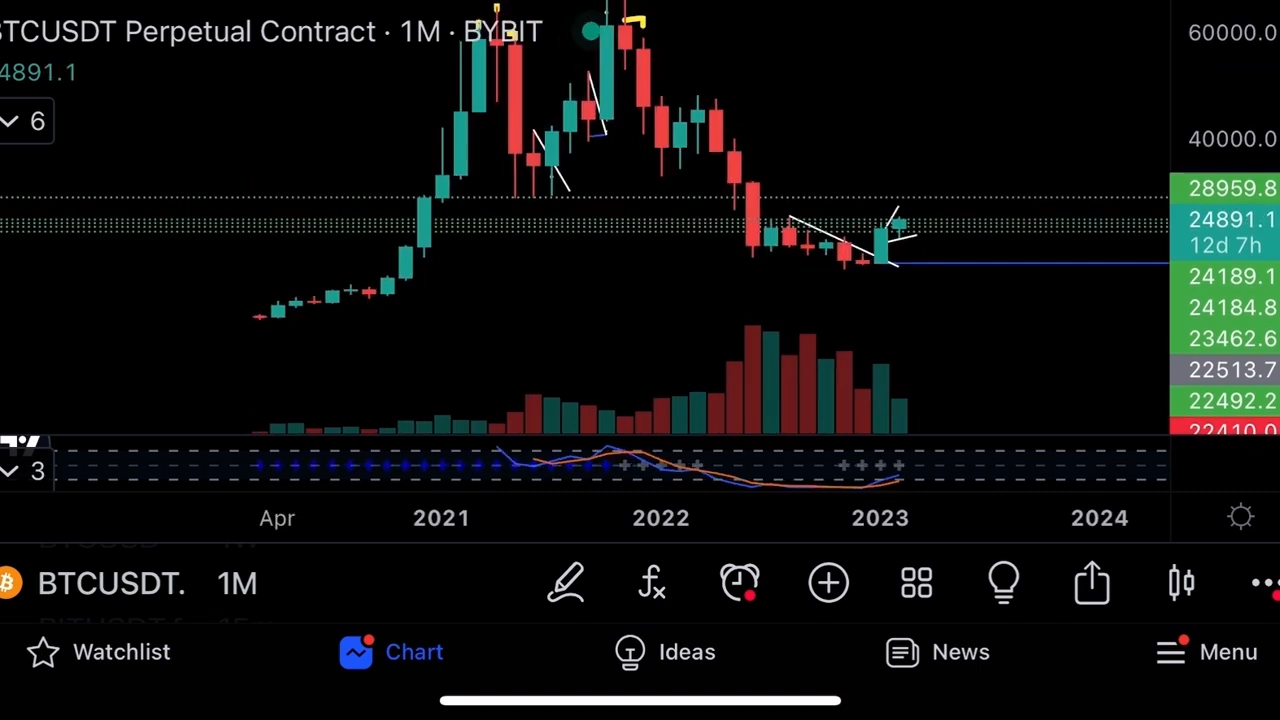 BTCUSDT Perpetual Contract · 1M · BYBIT
60000.0
4891.1
6
40000.0
28959.8
24891.1
12d 7h
24189.1
24184.8
23462.6
22513.7
22492.2
22410.0
3
Apr 2021 2022 2023 2024
BTCUSDT. 1M
Watchlist Chart Ideas News Menu